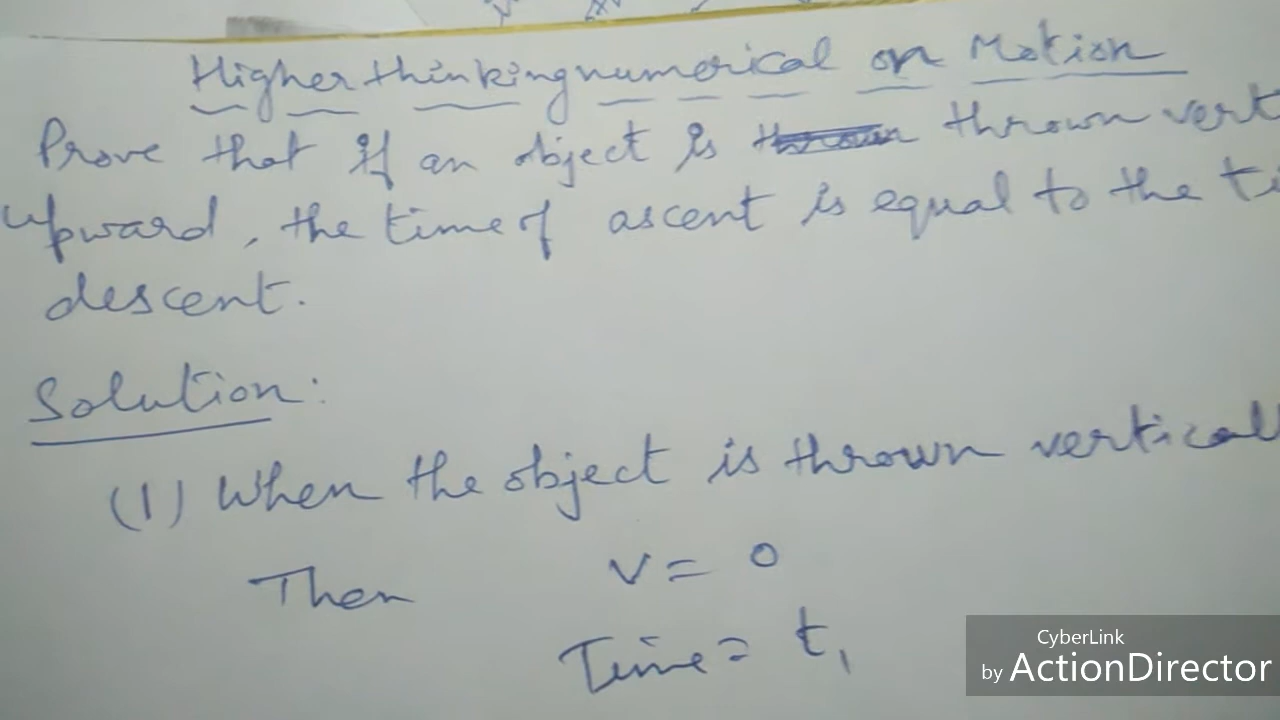 Higher thinking numerical on Motion
Prove that if an object is thrown vert
upward, the time of ascent is equal to the ti
descent.
Solution:
(1) When the object is thrown verticall
Then v = 0
Time = t₁
CyberLink
by ActionDirector